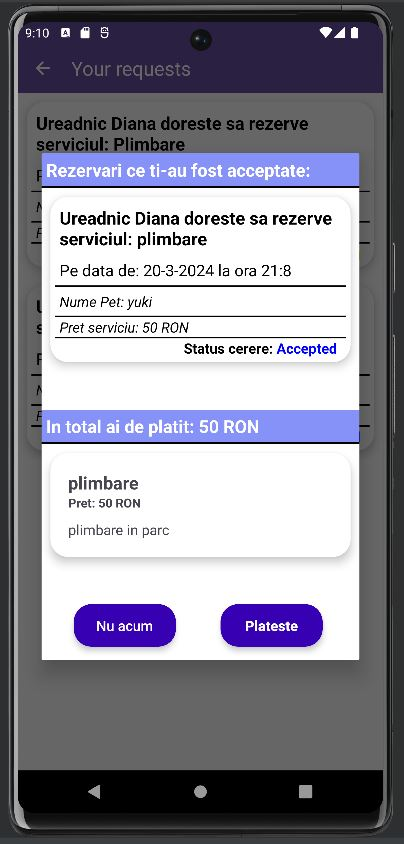 9:10
Your requests
Ureadnic Diana doreste sa rezerve
serviciul: Plimbare
Rezervari ce ti-au fost acceptate:
Ureadnic Diana doreste sa rezerve
serviciul: plimbare
Pe data de: 20-3-2024 la ora 21:8
Nume Pet: yuki
Pret serviciu: 50 RON
Status cerere: Accepted
In total ai de platit: 50 RON
plimbare
Pret: 50 RON
plimbare in parc
Nu acum
Plateste